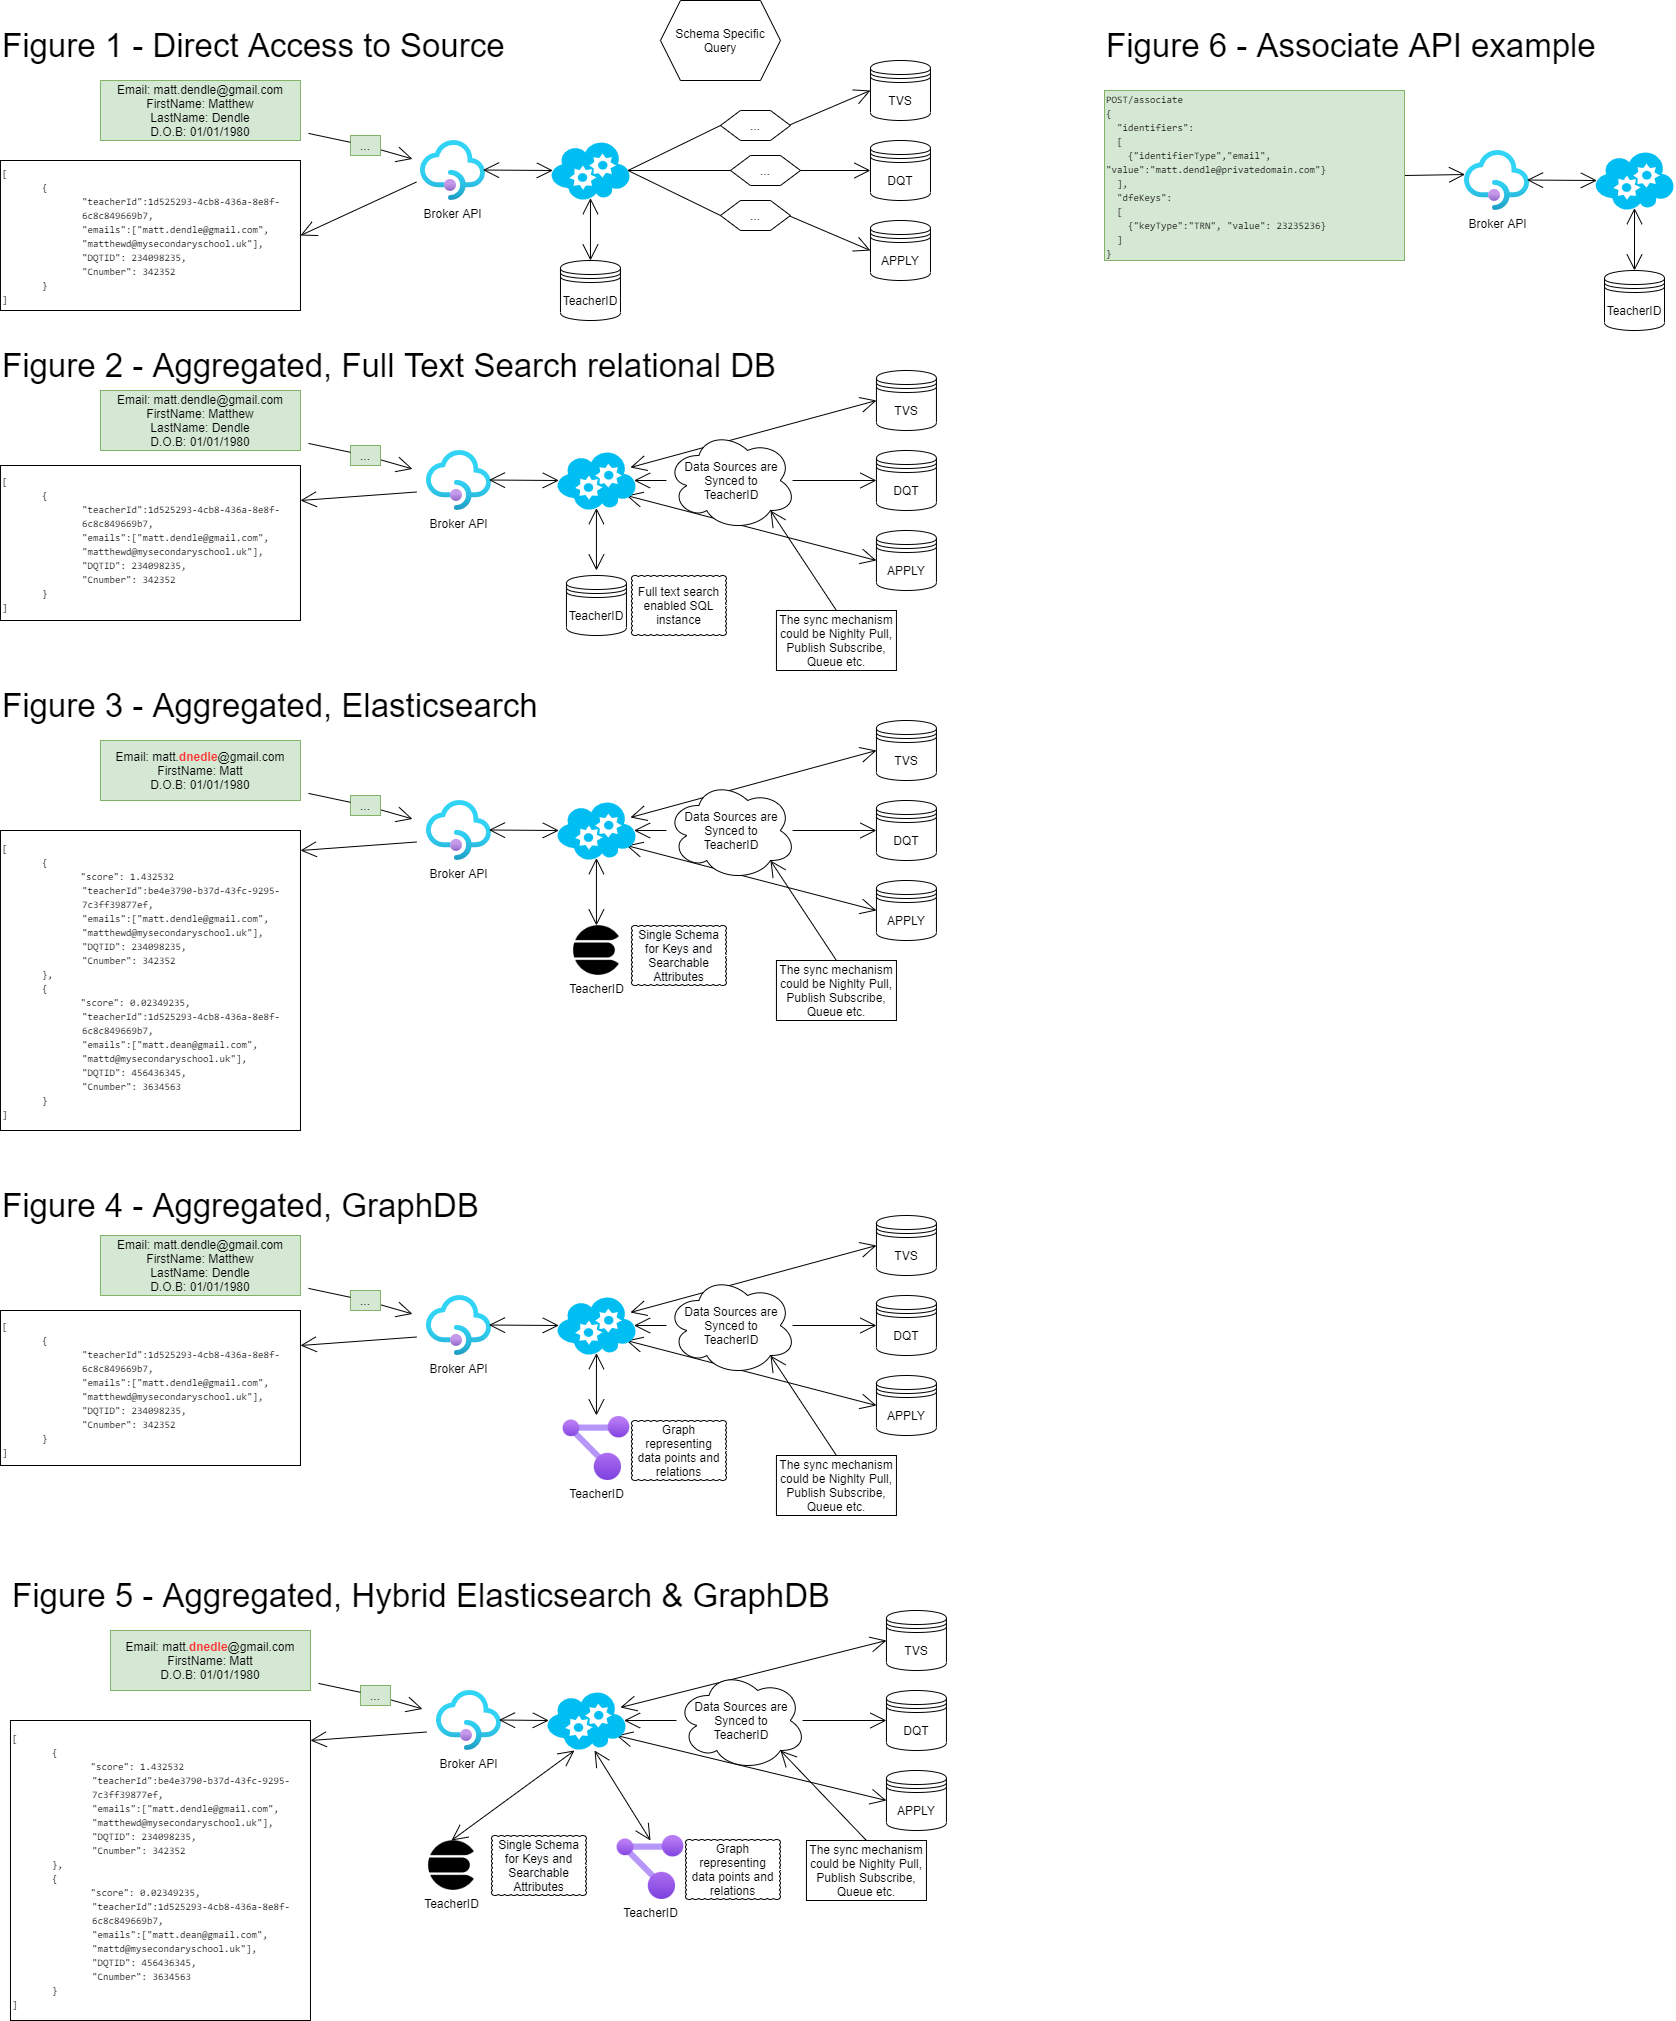 Figure 1 - Direct Access to Source
Schema Specific
Query
Email: matt.dendle@gmail.com
FirstName: Matthew
LastName: Dendle
D.O.B: 01/01/1980
...
[
{
"teacherId":1d525293-4cb8-436a-8e8f-
6c8c849669b7,
"emails":["matt.dendle@gmail.com",
"matthewd@mysecondaryschool.uk"],
"DQTID": 234098235,
"Cnumber": 342352
}
]
Broker API
TeacherID
...
...
...
TVS
DQT
APPLY
Figure 6 - Associate API example
POST/associate
{
"identifiers":
[
{"identifierType","email",
"value":"matt.dendle@privatedomain.com"}
],
"dfeKeys":
[
{"keyType":"TRN", "value": 23235236}
]
}
Broker API
TeacherID
Figure 2 - Aggregated, Full Text Search relational DB
Email: matt.dendle@gmail.com
FirstName: Matthew
LastName: Dendle
D.O.B: 01/01/1980
...
[
{
"teacherId":1d525293-4cb8-436a-8e8f-
6c8c849669b7,
"emails":["matt.dendle@gmail.com",
"matthewd@mysecondaryschool.uk"],
"DQTID": 234098235,
"Cnumber": 342352
}
]
Broker API
TeacherID
Full text search
enabled SQL
instance
Data Sources are
Synced to
TeacherID
The sync mechanism
could be Nighlty Pull,
Publish Subscribe,
Queue etc.
TVS
DQT
APPLY
Figure 3 - Aggregated, Elasticsearch
Email: matt.dnedle@gmail.com
FirstName: Matt
D.O.B: 01/01/1980
...
[
{
"score": 1.432532
"teacherId":be4e3790-b37d-43fc-9295-
7c3ff39877ef,
"emails":["matt.dendle@gmail.com",
"matthewd@mysecondaryschool.uk"],
"DQTID": 234098235,
"Cnumber": 342352
},
{
"score": 0.02349235,
"teacherId":1d525293-4cb8-436a-8e8f-
6c8c849669b7,
"emails":["matt.dean@gmail.com",
"mattd@mysecondaryschool.uk"],
"DQTID": 456436345,
"Cnumber": 3634563
}
]
Broker API
TeacherID
Single Schema
for Keys and
Searchable
Attributes
Data Sources are
Synced to
TeacherID
The sync mechanism
could be Nighlty Pull,
Publish Subscribe,
Queue etc.
TVS
DQT
APPLY
Figure 4 - Aggregated, GraphDB
Email: matt.dendle@gmail.com
FirstName: Matthew
LastName: Dendle
D.O.B: 01/01/1980
...
[
{
"teacherId":1d525293-4cb8-436a-8e8f-
6c8c849669b7,
"emails":["matt.dendle@gmail.com",
"matthewd@mysecondaryschool.uk"],
"DQTID": 234098235,
"Cnumber": 342352
}
]
Broker API
TeacherID
Graph
representing
data points and
relations
Data Sources are
Synced to
TeacherID
The sync mechanism
could be Nighlty Pull,
Publish Subscribe,
Queue etc.
TVS
DQT
APPLY
Figure 5 - Aggregated, Hybrid Elasticsearch & GraphDB
Email: matt.dnedle@gmail.com
FirstName: Matt
D.O.B: 01/01/1980
...
[
{
"score": 1.432532
"teacherId":be4e3790-b37d-43fc-9295-
7c3ff39877ef,
"emails":["matt.dendle@gmail.com",
"matthewd@mysecondaryschool.uk"],
"DQTID": 234098235,
"Cnumber": 342352
},
{
"score": 0.02349235,
"teacherId":1d525293-4cb8-436a-8e8f-
6c8c849669b7,
"emails":["matt.dean@gmail.com",
"mattd@mysecondaryschool.uk"],
"DQTID": 456436345,
"Cnumber": 3634563
}
]
Broker API
TeacherID
Single Schema
for Keys and
Searchable
Attributes
TeacherID
Graph
representing
data points and
relations
Data Sources are
Synced to
TeacherID
The sync mechanism
could be Nighlty Pull,
Publish Subscribe,
Queue etc.
TVS
DQT
APPLY